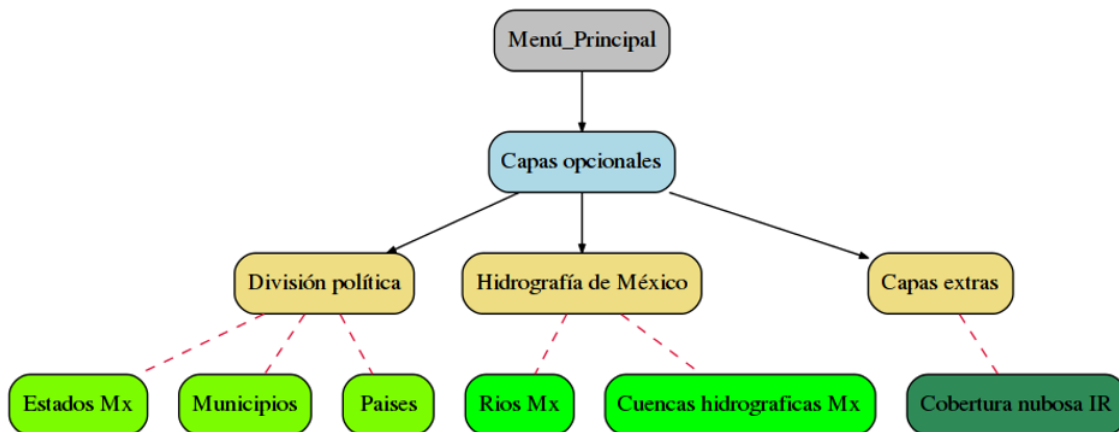 Menú_Principal
Capas opcionales
División política
Hidrografía de México
Capas extras
Estados Mx
Municipios
Paises
Rios Mx
Cuencas hidrograficas Mx
Cobertura nubosa IR